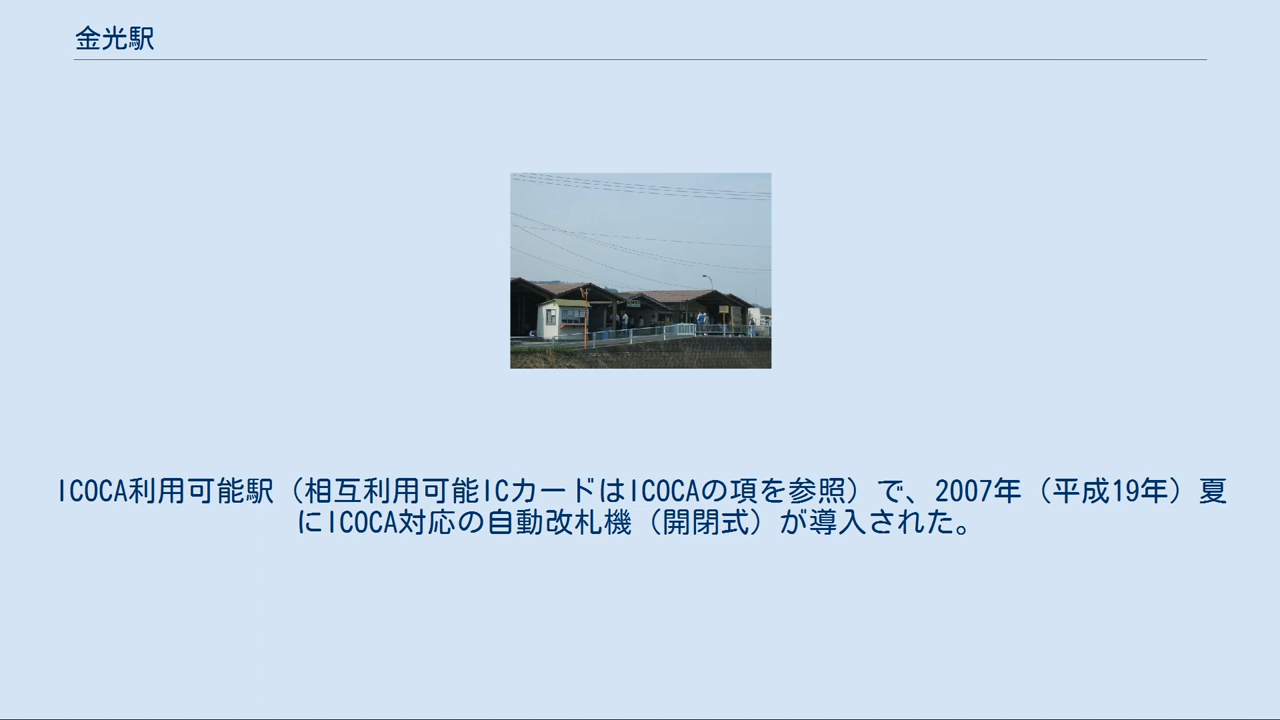 金光駅
ICOCA利用可能駅（相互利用可能ICカードはICOCAの項を参照）で、2007年（平成19年）夏
にICOCA対応の自動改札機（開閉式）が導入された。